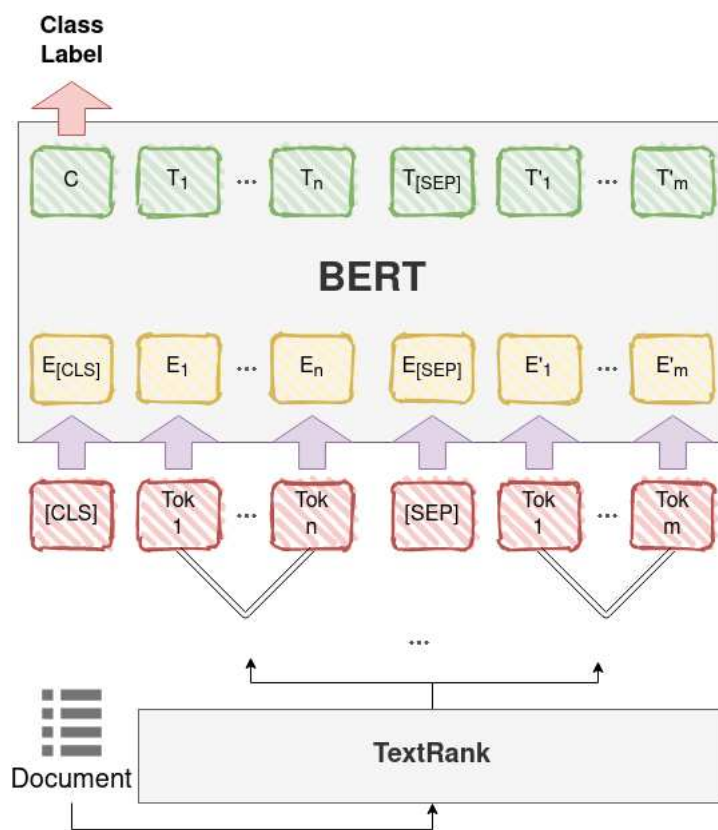 Class
Label
C T1 ... Tn T[SEP] T'1 ... T'm
BERT
E[CLS] E1 ... En E[SEP] E'1 ... E'm
[CLS] Tok 1 ... Tok n [SEP] Tok 1 ... Tok m
...
TextRank
Document